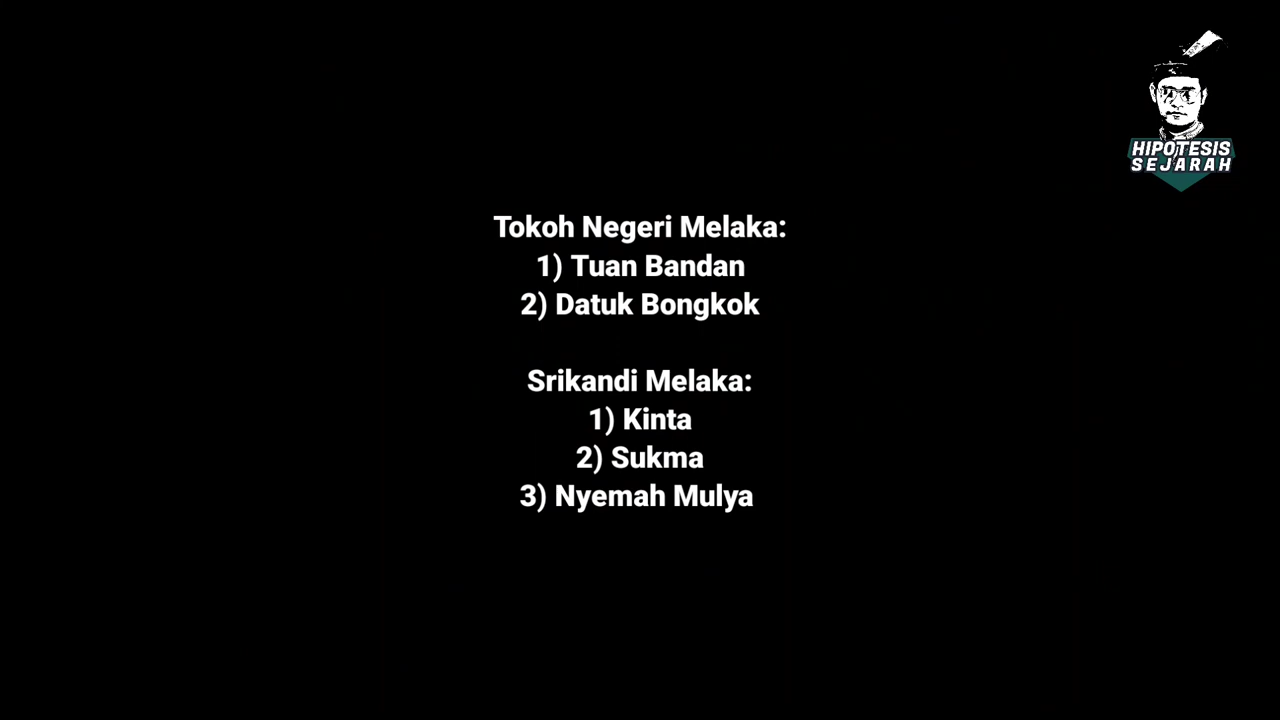 HIPOTESIS
SEJARAH
Tokoh Negeri Melaka:
1) Tuan Bandan
2) Datuk Bongkok
Srikandi Melaka:
1) Kinta
2) Sukma
3) Nyemah Mulya